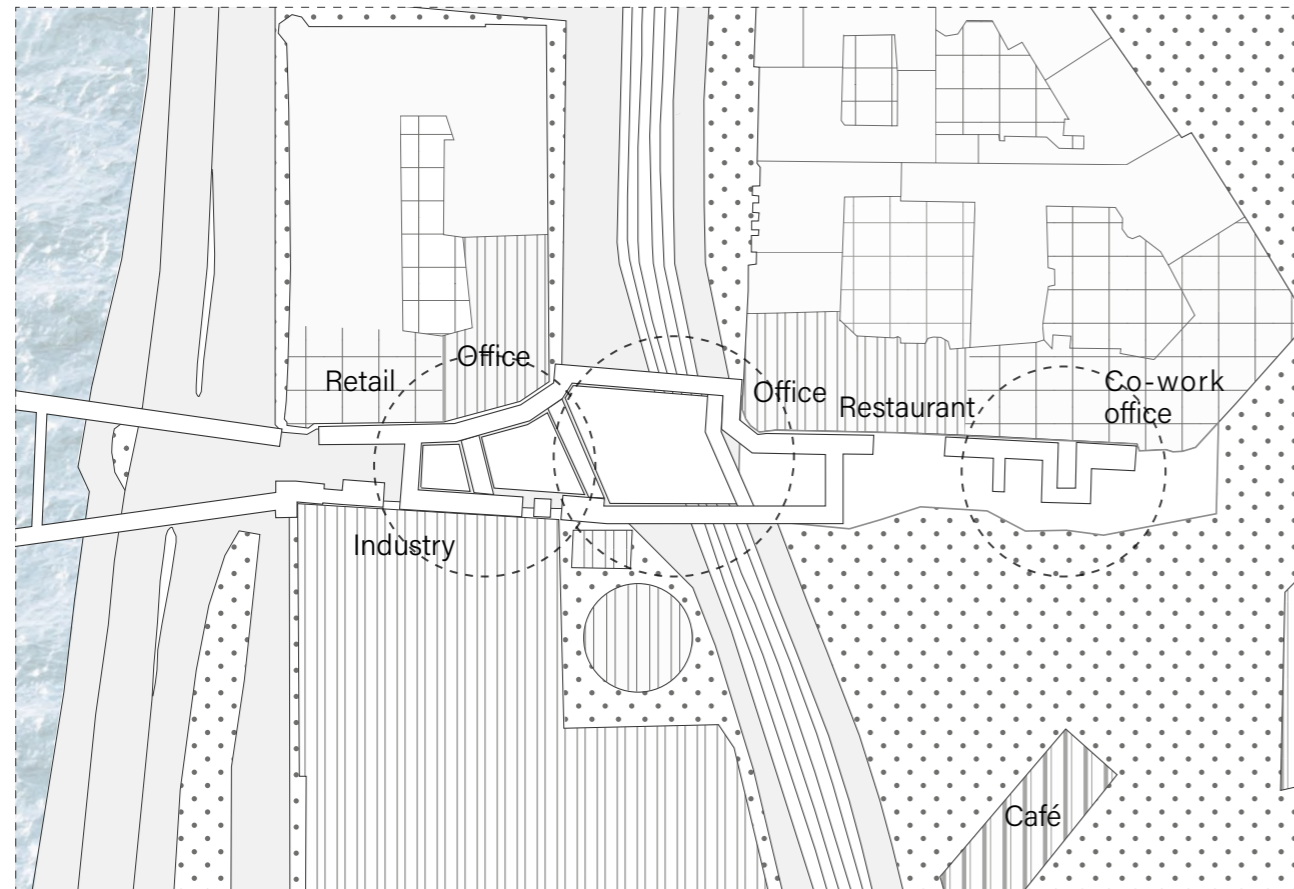 Office
Retail
Office
Restaurant
Co-work
office
Industry
Café